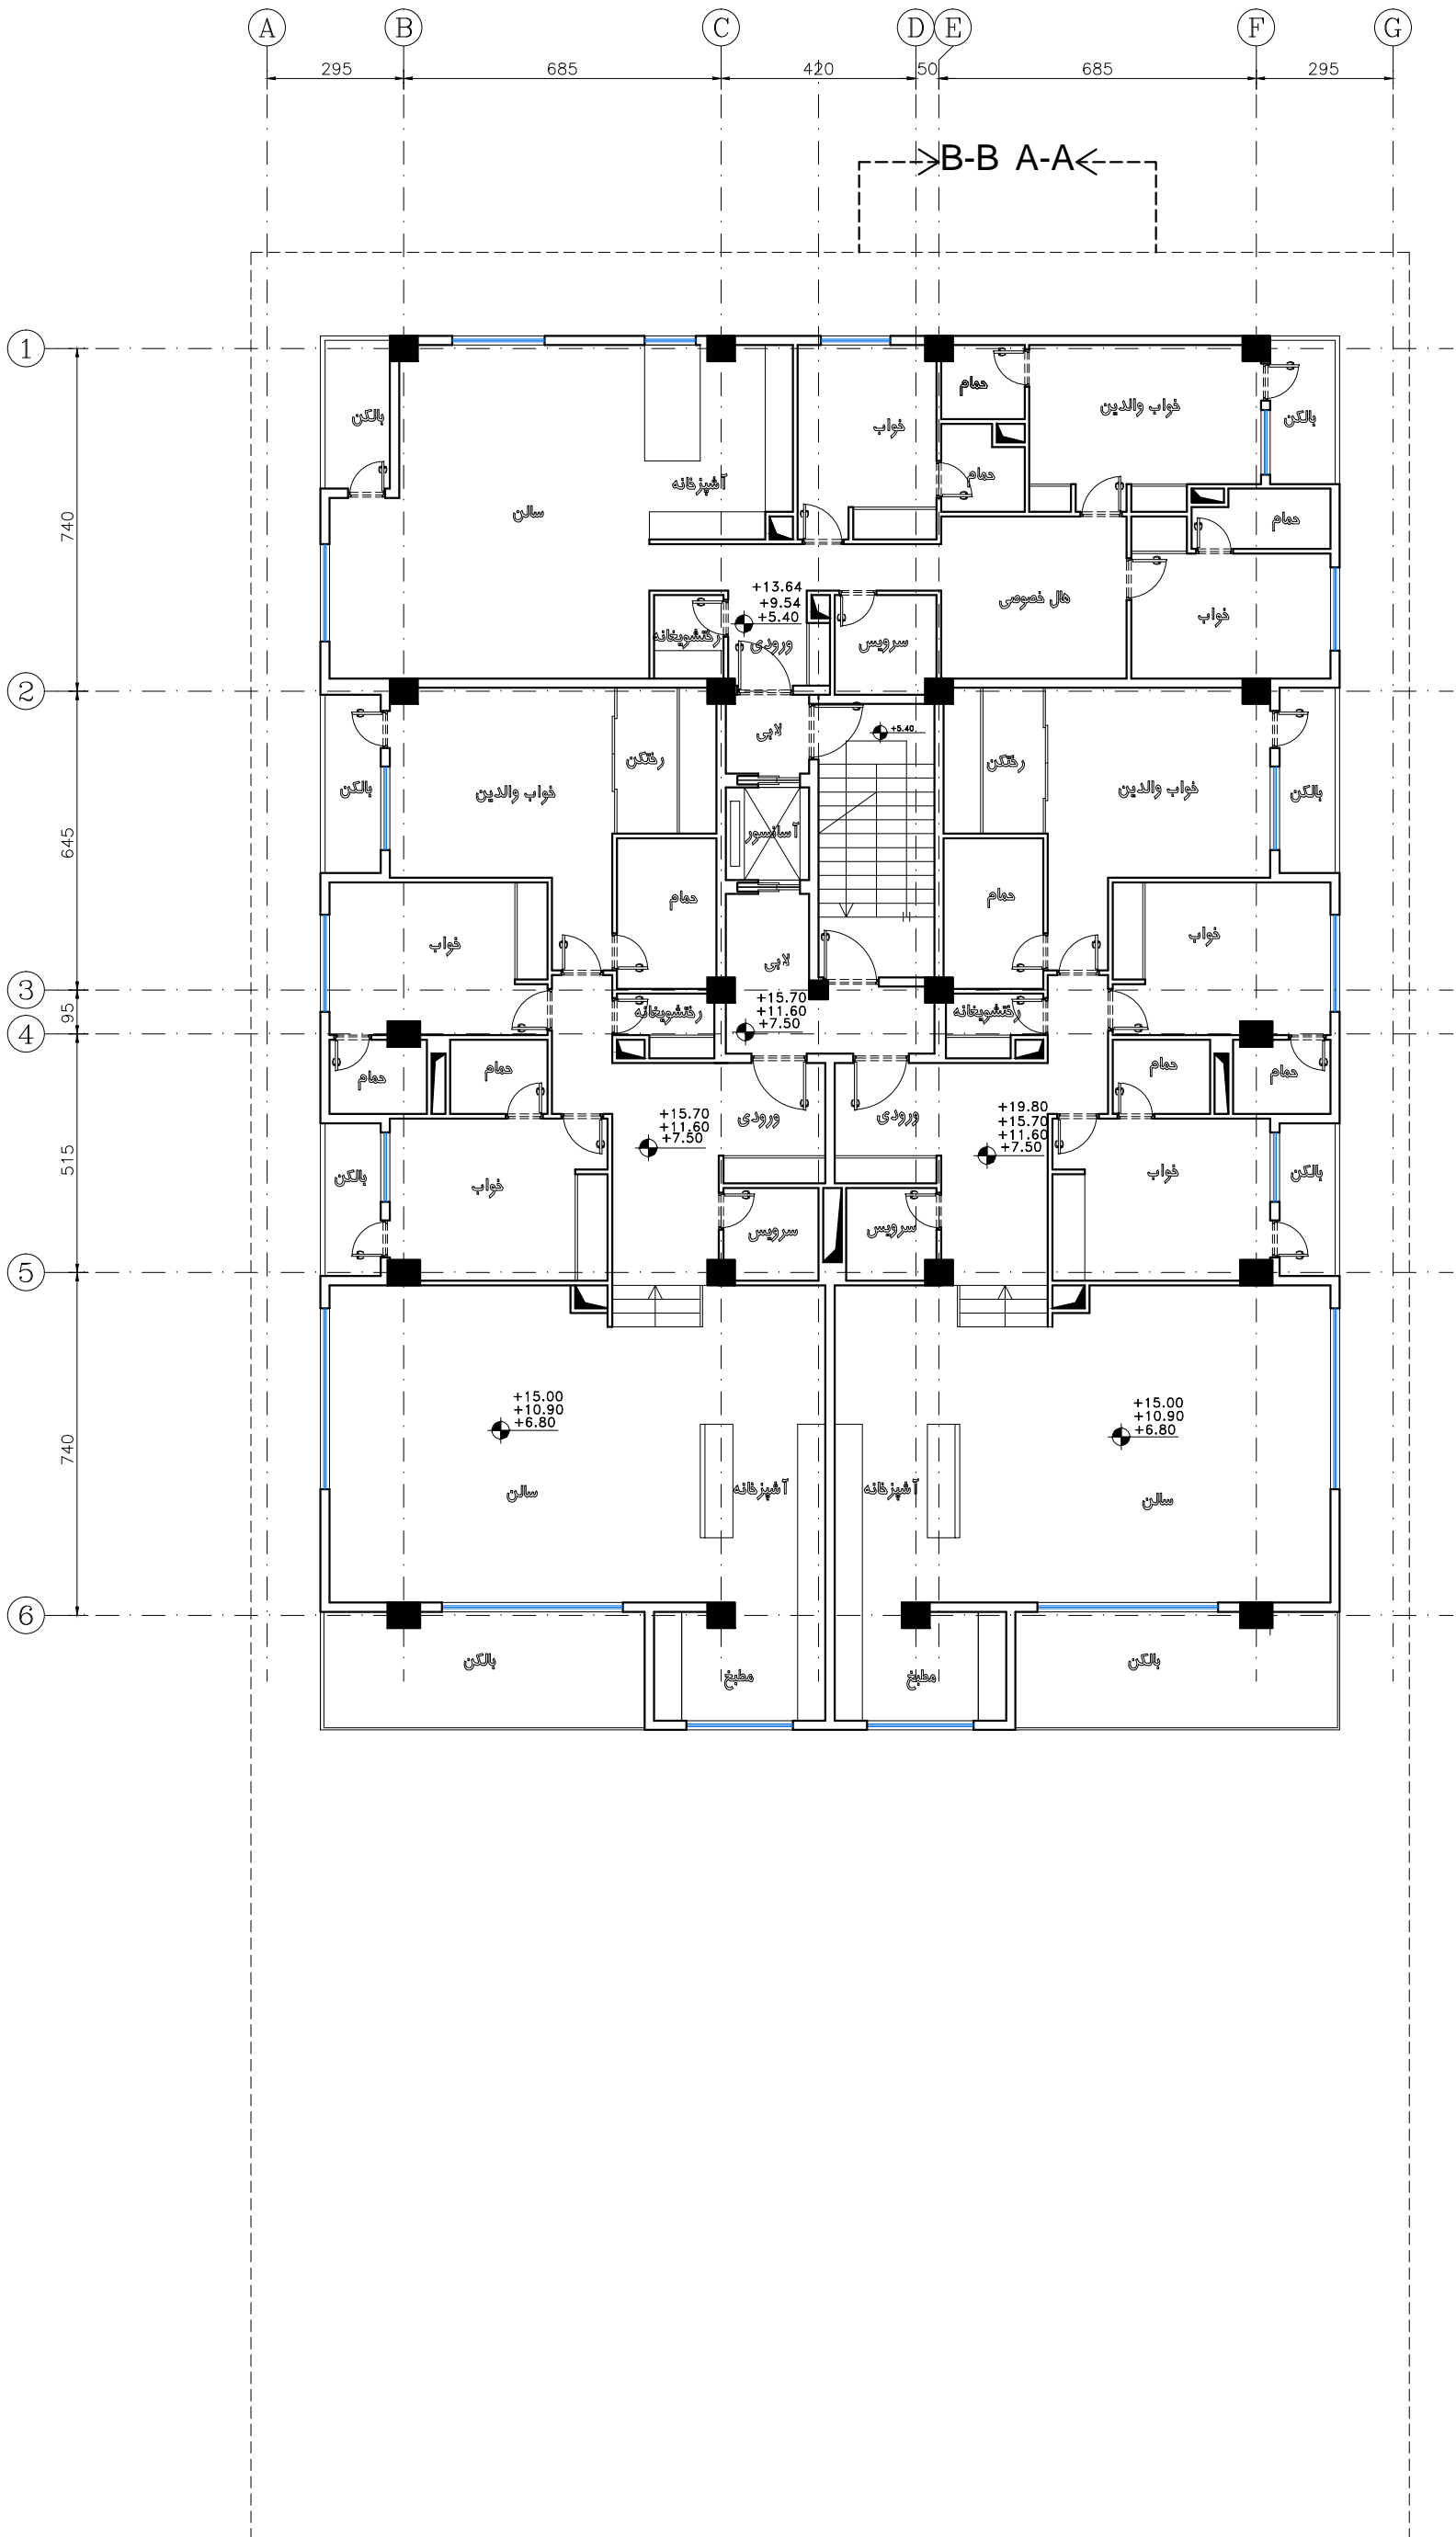 A B C D E F G
295 685 420 50 685 295
B-B A-A
1
740
بالکن
سالن
آشپزخانه
خواب
حمام
حمام
خواب والدین
بالکن
حمام
خواب
هال خصوصی
+13.64
+9.54
+5.40
رختشویخانه
ورودی
سرویس
2
645
بالکن
خواب والدین
رختکن
لابی
+5.40
رختکن
خواب والدین
بالکن
آسانسور
خواب
حمام
لابی
حمام
خواب
3
95
4
رختشویخانه
+15.70
+11.60
+7.50
رختشویخانه
حمام
حمام
حمام
حمام
515
+15.70
+11.60
+7.50
ورودی
ورودی
+19.80
+15.70
+11.60
+7.50
بالکن
خواب
سرویس
سرویس
خواب
بالکن
5
740
+15.00
+10.90
+6.80
+15.00
+10.90
+6.80
سالن
آشپزخانه
آشپزخانه
سالن
6
بالکن
مطبخ
مطبخ
بالکن